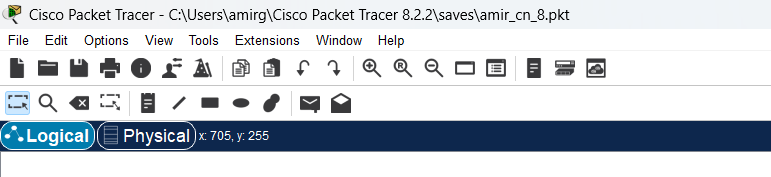 Cisco Packet Tracer - C:\Users\amirg\Cisco Packet Tracer 8.2.2\saves\amir_cn_8.pkt
File Edit Options View Tools Extensions Window Help
Logical Physical x: 705, y: 255